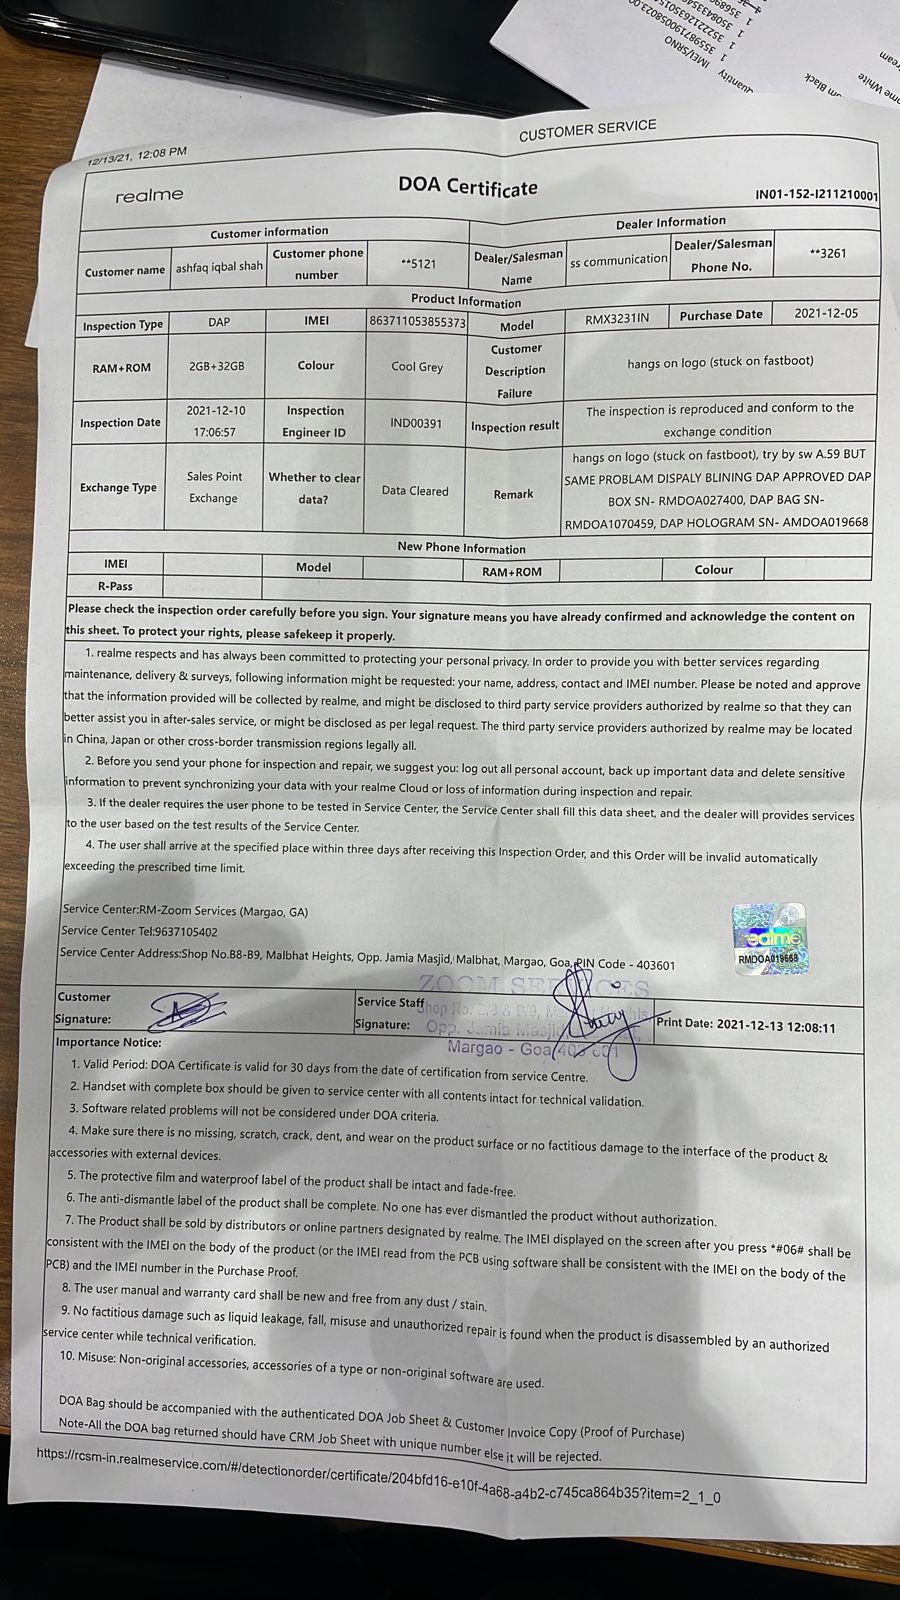 IMEI/SRNO
Quantity
1 355987190058023.00
1
1
1
om Black
ome White
ream
CUSTOMER SERVICE
12/13/21, 12:08 PM
realme
DOA Certificate
IN01-152-I211210001
Customer information
Dealer Information
Customer name
ashfaq iqbal shah
Customer phone number
**5121
Dealer/Salesman Name
ss communication
Dealer/Salesman Phone No.
**3261
Product Information
Inspection Type
DAP
IMEI
863711053855373
Model
RMX3231IN
Purchase Date
2021-12-05
RAM+ROM
2GB+32GB
Colour
Cool Grey
Customer Description Failure
hangs on logo (stuck on fastboot)
Inspection Date
2021-12-10 17:06:57
Inspection Engineer ID
IND00391
Inspection result
The inspection is reproduced and conform to the exchange condition
Exchange Type
Sales Point Exchange
Whether to clear data?
Data Cleared
Remark
hangs on logo (stuck on fastboot), try by sw A.59 BUT
SAME PROBLAM DISPALY BLINING DAP APPROVED DAP
BOX SN- RMDOA027400, DAP BAG SN-
RMDOA1070459, DAP HOLOGRAM SN- AMDOA019668
New Phone Information
IMEI
Model
RAM+ROM
Colour
R-Pass
Please check the inspection order carefully before you sign. Your signature means you have already confirmed and acknowledge the content on
this sheet. To protect your rights, please safekeep it properly.
1. realme respects and has always been committed to protecting your personal privacy. In order to provide you with better services regarding
maintenance, delivery & surveys, following information might be requested: your name, address, contact and IMEI number. Please be noted and approve
that the information provided will be collected by realme, and might be disclosed to third party service providers authorized by realme so that they can
better assist you in after-sales service, or might be disclosed as per legal request. The third party service providers authorized by realme may be located
in China, Japan or other cross-border transmission regions legally all.
2. Before you send your phone for inspection and repair, we suggest you: log out all personal account, back up important data and delete sensitive
information to prevent synchronizing your data with your realme Cloud or loss of information during inspection and repair.
3. If the dealer requires the user phone to be tested in Service Center, the Service Center shall fill this data sheet, and the dealer will provides services
to the user based on the test results of the Service Center.
4. The user shall arrive at the specified place within three days after receiving this Inspection Order, and this Order will be invalid automatically
exceeding the prescribed time limit.
Service Center:RM-Zoom Services (Margao, GA)
Service Center Tel:9637105402
Service Center Address:Shop No.B8-B9, Malbhat Heights, Opp. Jamia Masjid, Malbhat, Margao, Goa, PIN Code - 403601
realme
RMDOA019668
ZOOM SERVICES
Opp. Jamia Masjid,
Margao - Goa 403 601
Customer Signature:
Service Staff Signature:
Print Date: 2021-12-13 12:08:11
Importance Notice:
1. Valid Period: DOA Certificate is valid for 30 days from the date of certification from service Centre.
2. Handset with complete box should be given to service center with all contents intact for technical validation.
3. Software related problems will not be considered under DOA criteria.
4. Make sure there is no missing, scratch, crack, dent, and wear on the product surface or no factitious damage to the interface of the product &
accessories with external devices.
5. The protective film and waterproof label of the product shall be intact and fade-free.
6. The anti-dismantle label of the product shall be complete. No one has ever dismantled the product without authorization.
7. The Product shall be sold by distributors or online partners designated by realme. The IMEI displayed on the screen after you press *#06# shall be
consistent with the IMEI on the body of the product (or the IMEI read from the PCB using software shall be consistent with the IMEI on the body of the
PCB) and the IMEI number in the Purchase Proof.
8. The user manual and warranty card shall be new and free from any dust / stain.
9. No factitious damage such as liquid leakage, fall, misuse and unauthorized repair is found when the product is disassembled by an authorized
service center while technical verification.
10. Misuse: Non-original accessories, accessories of a type or non-original software are used.
DOA Bag should be accompanied with the authenticated DOA Job Sheet & Customer Invoice Copy (Proof of Purchase)
Note-All the DOA bag returned should have CRM Job Sheet with unique number else it will be rejected.
https://rcsm-in.realmeservice.com/#/detectionorder/certificate/204bfd16-e10f-4a68-a4b2-c745ca864b35?item=2_1_0